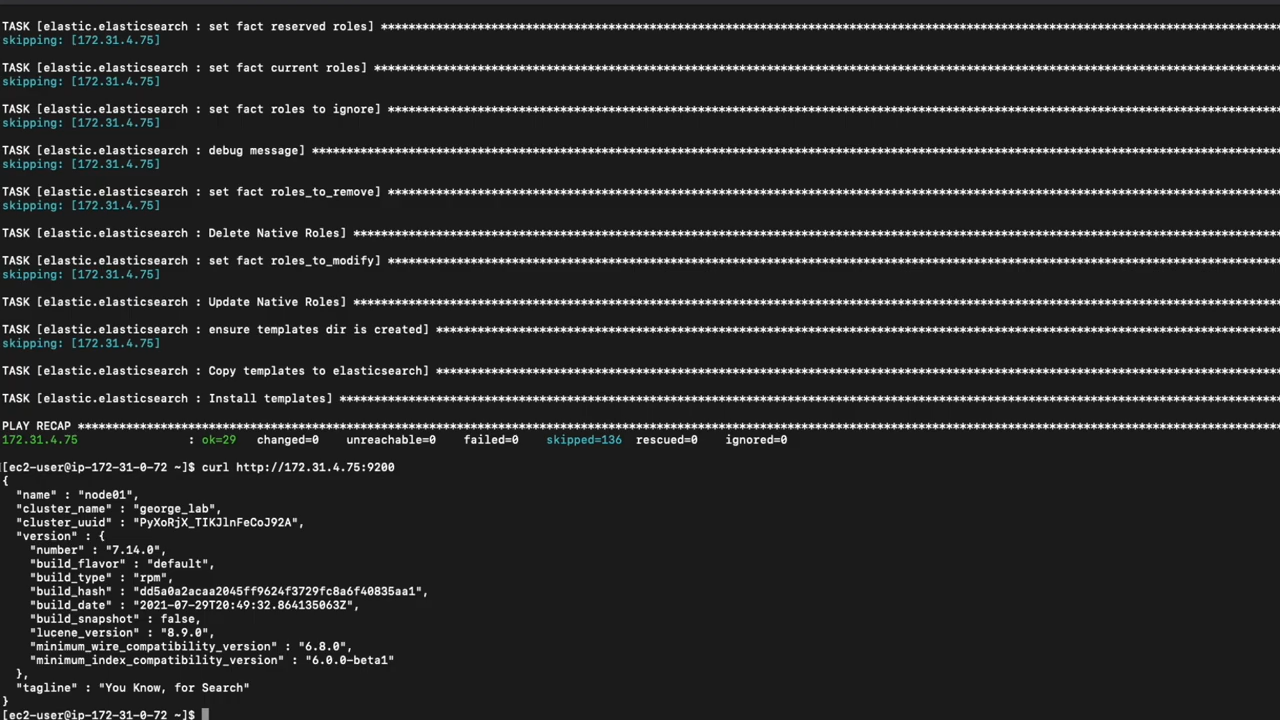 TASK [elastic.elasticsearch : set fact reserved roles] ***********************************************************************************************************************************
skipping: [172.31.4.75]
TASK [elastic.elasticsearch : set fact current roles] ************************************************************************************************************************************
skipping: [172.31.4.75]
TASK [elastic.elasticsearch : set fact roles to ignore] **********************************************************************************************************************************
skipping: [172.31.4.75]
TASK [elastic.elasticsearch : debug message] *********************************************************************************************************************************************
skipping: [172.31.4.75]
TASK [elastic.elasticsearch : set fact roles_to_remove] **********************************************************************************************************************************
skipping: [172.31.4.75]
TASK [elastic.elasticsearch : Delete Native Roles] ***************************************************************************************************************************************
TASK [elastic.elasticsearch : set fact roles_to_modify] **********************************************************************************************************************************
skipping: [172.31.4.75]
TASK [elastic.elasticsearch : Update Native Roles] ***************************************************************************************************************************************
TASK [elastic.elasticsearch : ensure templates dir is created] ***************************************************************************************************************************
skipping: [172.31.4.75]
TASK [elastic.elasticsearch : Copy templates to elasticsearch] ***************************************************************************************************************************
TASK [elastic.elasticsearch : Install templates] *****************************************************************************************************************************************
PLAY RECAP *******************************************************************************************************************************************************************************
172.31.4.75 : ok=29 changed=0 unreachable=0 failed=0 skipped=136 rescued=0 ignored=0
[ec2-user@ip-172-31-0-72 ~]$ curl http://172.31.4.75:9200
{
"name" : "node01",
"cluster_name" : "george_lab",
"cluster_uuid" : "PyXoRjX_TIKJlnFeCoJ92A",
"version" : {
"number" : "7.14.0",
"build_flavor" : "default",
"build_type" : "rpm",
"build_hash" : "dd5a0a2acaa2045ff9624f3729fc8a6f40835aa1",
"build_date" : "2021-07-29T20:49:32.864135063Z",
"build_snapshot" : false,
"lucene_version" : "8.9.0",
"minimum_wire_compatibility_version" : "6.8.0",
"minimum_index_compatibility_version" : "6.0.0-beta1"
},
"tagline" : "You Know, for Search"
}
[ec2-user@ip-172-31-0-72 ~]$